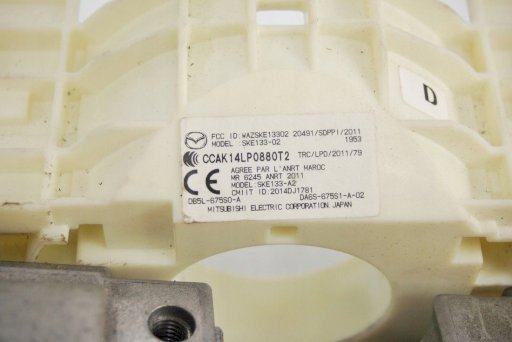 FCC ID:WAZSKE13302 20491/SDPPI/2011
MODEL :SKE133-02 1953
CCAK14LP0880T2 TRC/LPD/2011/79
AGREE PAR L'ANRT MAROC
MR 6245 ANRT 2011
MODEL:SKE133-A2
CMIIT ID:2014DJ1781
DB5L-675S0-A DA6S-675S1-A-02
MITSUBISHI ELECTRIC CORPORATION JAPAN
CE
D